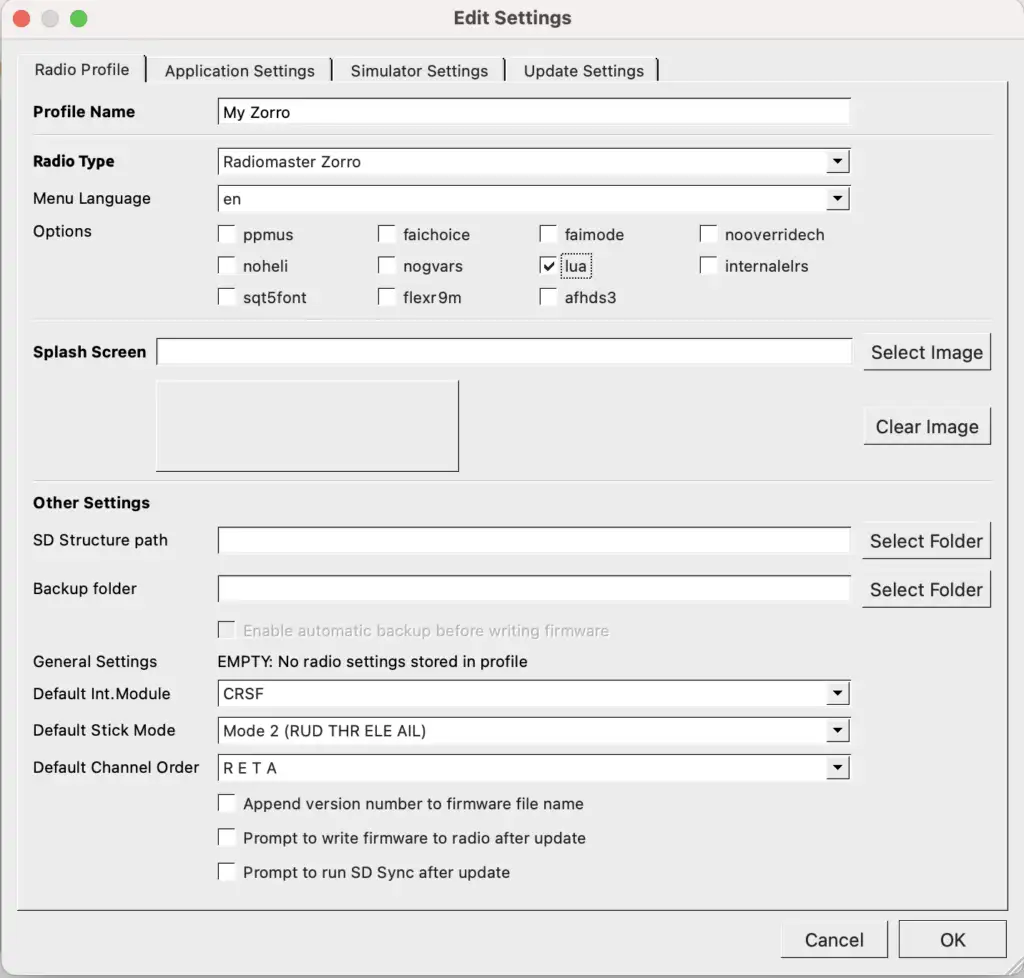 Edit Settings
Radio Profile Application Settings Simulator Settings Update Settings
Profile Name My Zorro
Radio Type Radiomaster Zorro
Menu Language en
Options ppmus faichoice faimode nooverridech
noheli nogvars lua internalelrs
sqt5font flexr9m afhds3
Splash Screen Select Image
Clear Image
Other Settings
SD Structure path Select Folder
Backup folder Select Folder
Enable automatic backup before writing firmware
General Settings EMPTY: No radio settings stored in profile
Default Int.Module CRSF
Default Stick Mode Mode 2 (RUD THR ELE AIL)
Default Channel Order R E T A
Append version number to firmware file name
Prompt to write firmware to radio after update
Prompt to run SD Sync after update
Cancel OK